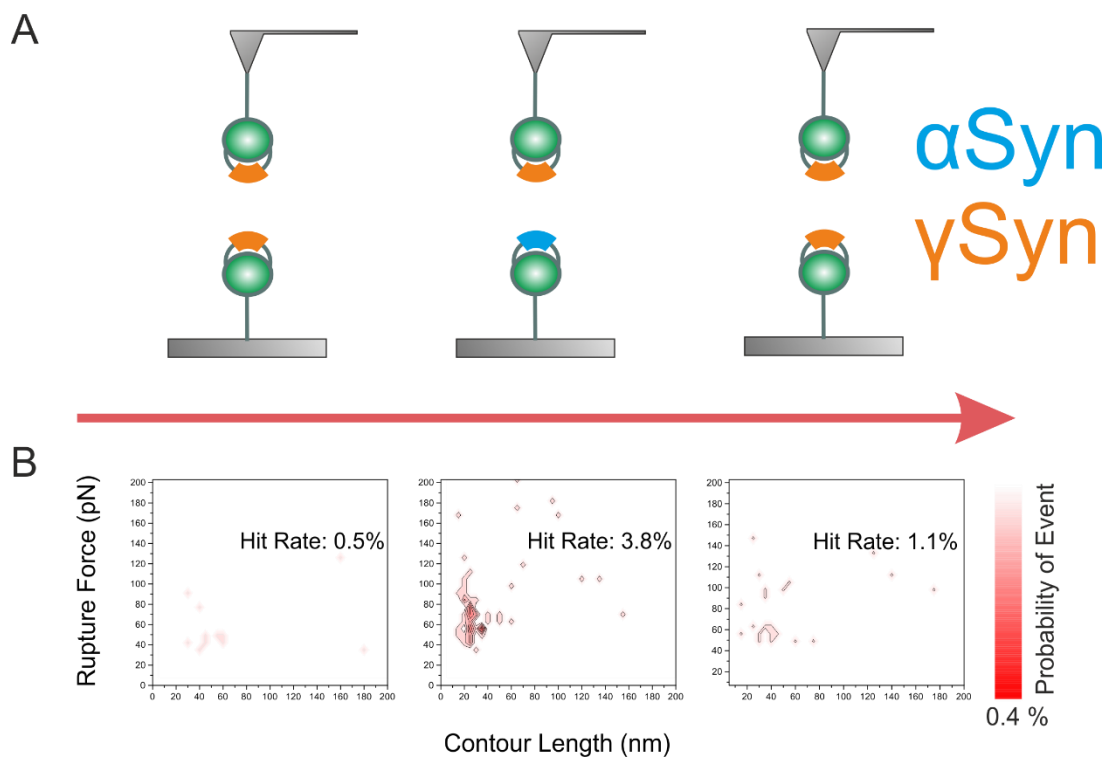 A
αSyn
γSyn
B
Rupture Force (pN)
200
180
160
140
120
100
80
60
40
20
0
Hit Rate: 0.5%
0 20 40 60 80 100 120 140 160 180 200
200
180
160
140
120
100
80
60
40
20
0
Hit Rate: 3.8%
0 20 40 60 80 100 120 140 160 180 200
200
180
160
140
120
100
80
60
40
20
Hit Rate: 1.1%
20 40 60 80 100 120 140 160 180 200
Probability of Event
0.4 %
Contour Length (nm)